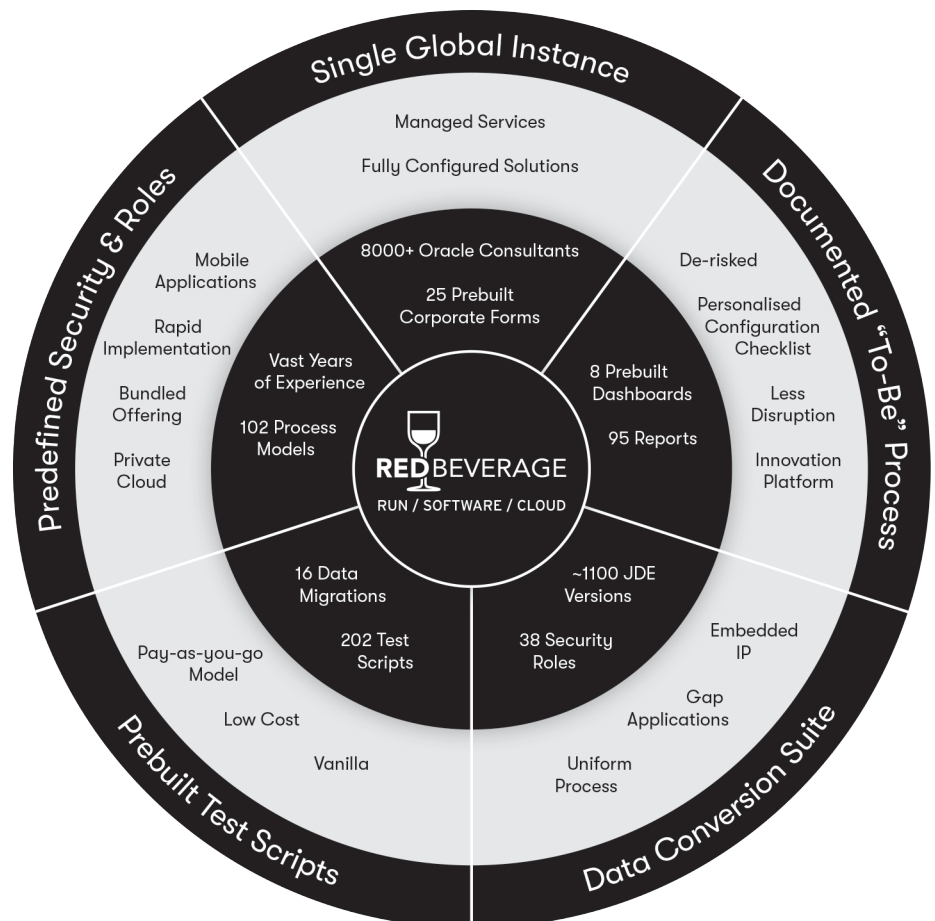 Single Global Instance
Managed Services
Fully Configured Solutions
8000+ Oracle Consultants
25 Prebuilt
Corporate Forms
Documented “To-Be” Process
De-risked
Personalised
Configuration
Checklist
Less
Disruption
Innovation
Platform
8 Prebuilt
Dashboards
95 Reports
Data Conversion Suite
Embedded
IP
Gap
Applications
Uniform
Process
~1100 JDE
Versions
38 Security
Roles
Prebuilt Test Scripts
Pay-as-you-go
Model
Low Cost
Vanilla
16 Data
Migrations
202 Test
Scripts
Predefined Security & Roles
Mobile
Applications
Rapid
Implementation
Bundled
Offering
Private
Cloud
Vast Years
of Experience
102 Process
Models
REDBEVERAGE
RUN / SOFTWARE / CLOUD